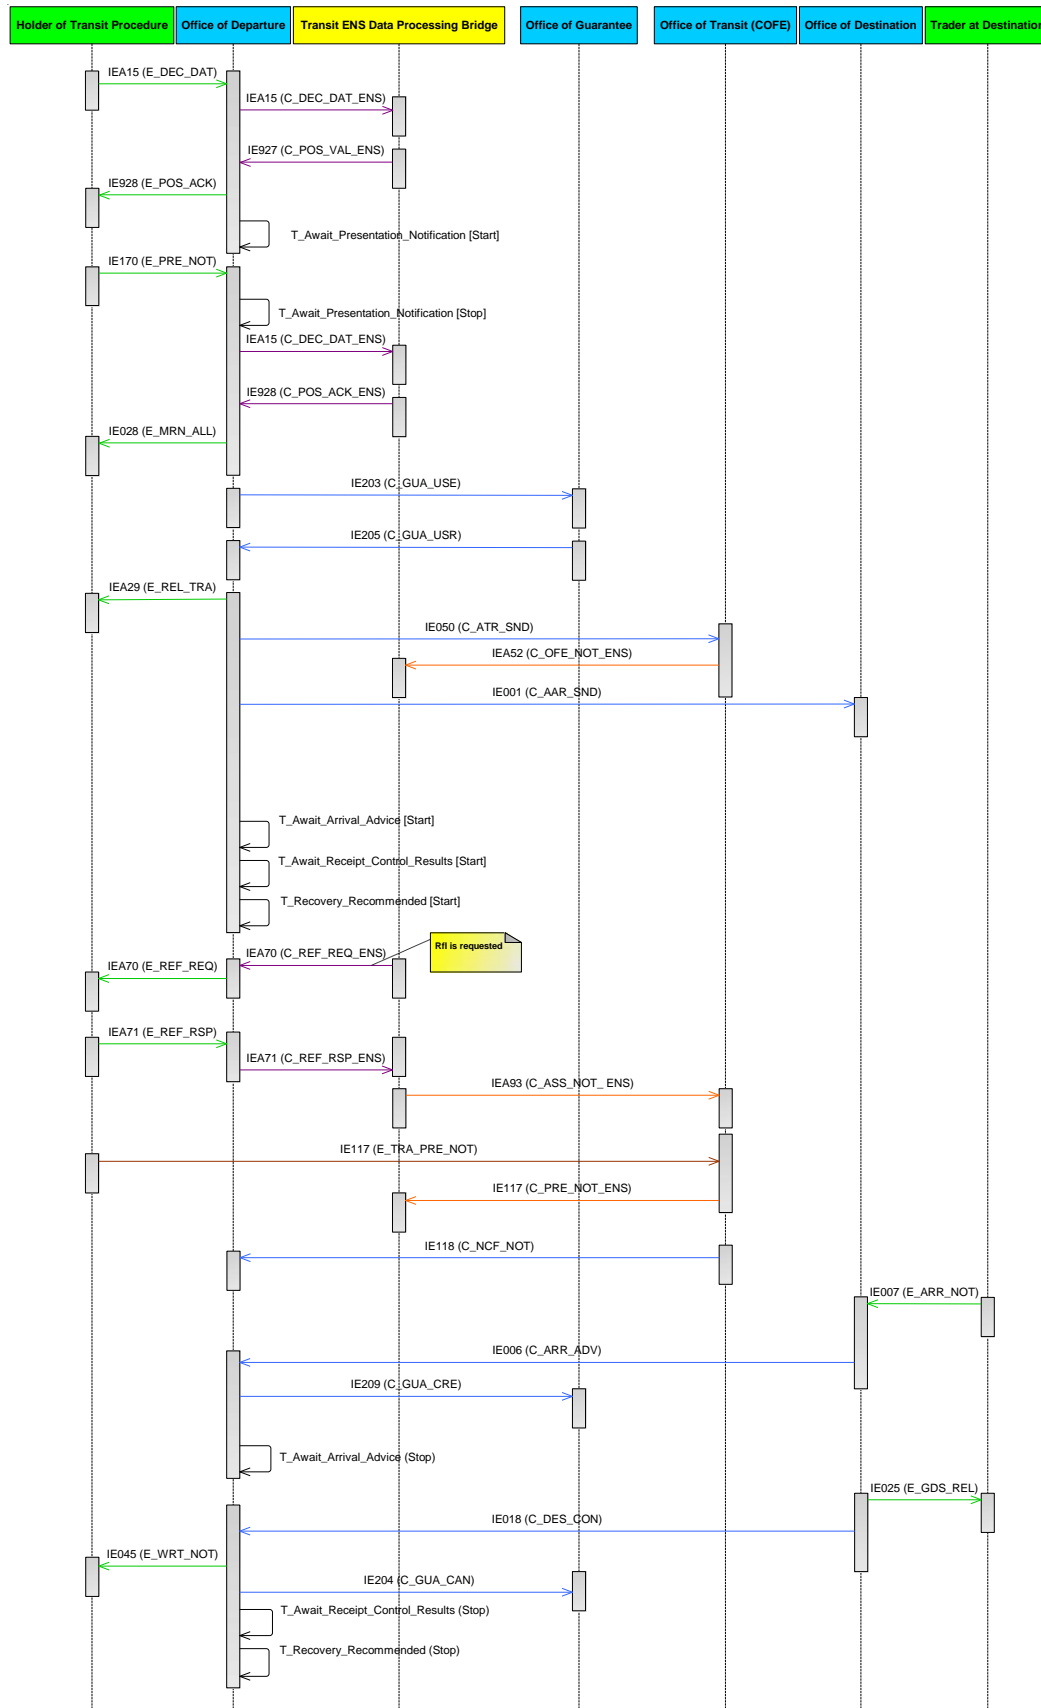 Holder of Transit Procedure
Office of Departure
Transit ENS Data Processing Bridge
Office of Guarantee
Office of Transit (COFE)
Office of Destination
Trader at Destination
IEA15 (E_DEC_DAT)
IEA15 (C_DEC_DAT_ENS)
IE927 (C_POS_VAL_ENS)
IE928 (E_POS_ACK)
T_Await_Presentation_Notification [Start]
IE170 (E_PRE_NOT)
T_Await_Presentation_Notification [Stop]
IEA15 (C_DEC_DAT_ENS)
IE928 (C_POS_ACK_ENS)
IE028 (E_MRN_ALL)
IE203 (C_GUA_USE)
IE205 (C_GUA_USR)
IEA29 (E_REL_TRA)
IE050 (C_ATR_SND)
IEA52 (C_OFE_NOT_ENS)
IE001 (C_AAR_SND)
T_Await_Arrival_Advice [Start]
T_Await_Receipt_Control_Results [Start]
T_Recovery_Recommended [Start]
RfI is requested
IEA70 (C_REF_REQ_ENS)
IEA70 (E_REF_REQ)
IEA71 (E_REF_RSP)
IEA71 (C_REF_RSP_ENS)
IEA93 (C_ASS_NOT_ ENS)
IE117 (E_TRA_PRE_NOT)
IE117 (C_PRE_NOT_ENS)
IE118 (C_NCF_NOT)
IE007 (E_ARR_NOT)
IE006 (C_ARR_ADV)
IE209 (C_GUA_CRE)
T_Await_Arrival_Advice (Stop)
IE025 (E_GDS_REL)
IE018 (C_DES_CON)
IE045 (E_WRT_NOT)
IE204 (C_GUA_CAN)
T_Await_Receipt_Control_Results (Stop)
T_Recovery_Recommended (Stop)